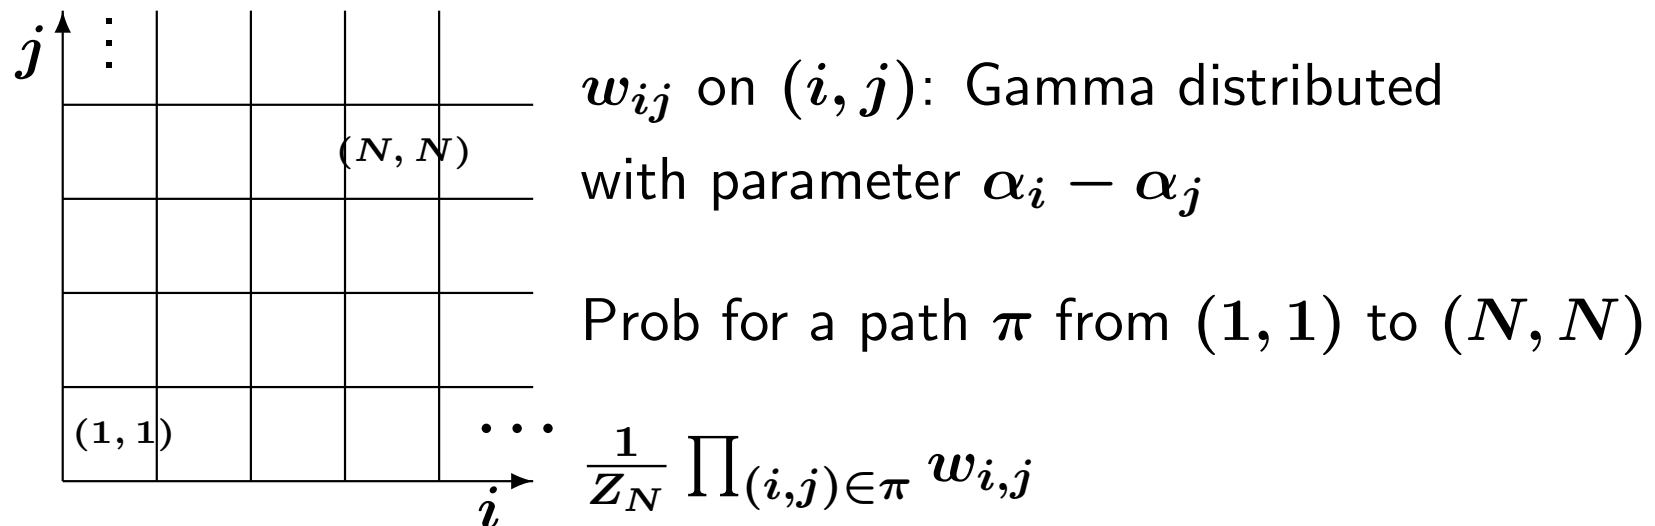 j
⋮
(N, N)
(1, 1)
⋯
i
w_{ij} on (i, j): Gamma distributed
with parameter α_i − α_j
Prob for a path π from (1, 1) to (N, N)
\frac{1}{Z_N} ∏_{(i,j)∈π} w_{i,j}